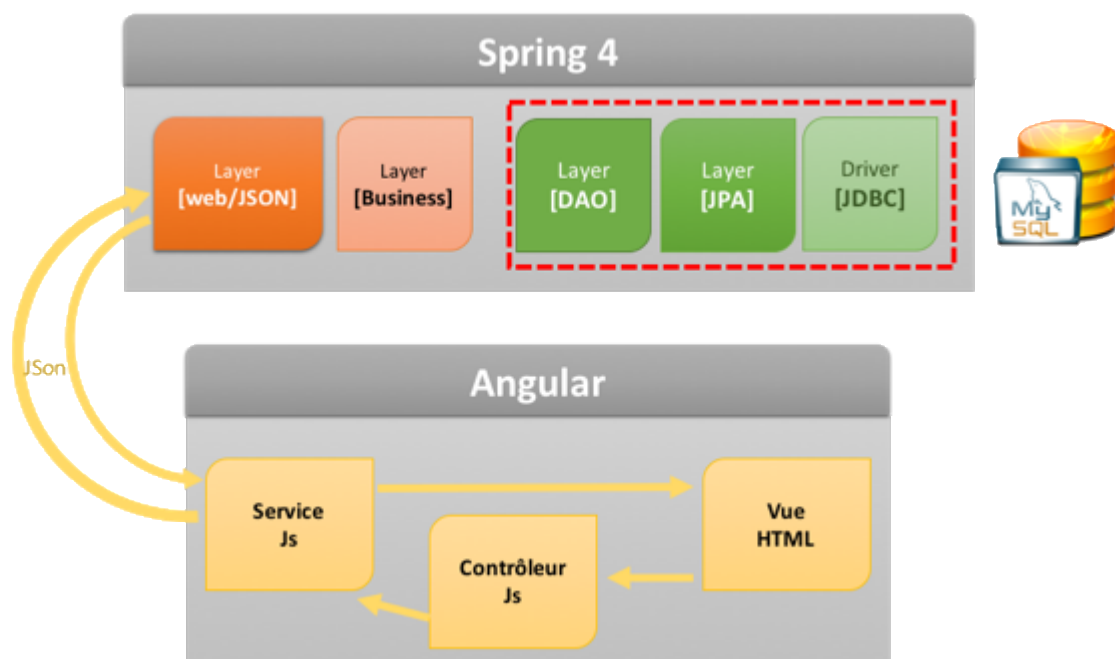 Spring 4
Layer
[web/JSON]
Layer
[Business]
Layer
[DAO]
Layer
[JPA]
Driver
[JDBC]
My
SQL
JSon
Angular
Service
Js
Contrôleur
Js
Vue
HTML